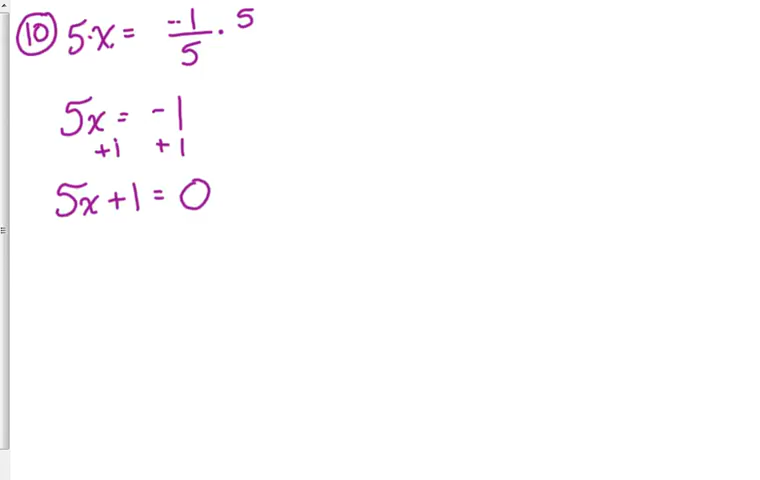 ⑩ 5·x = -1/5 · 5
5x = -1
+1 +1
5x + 1 = 0